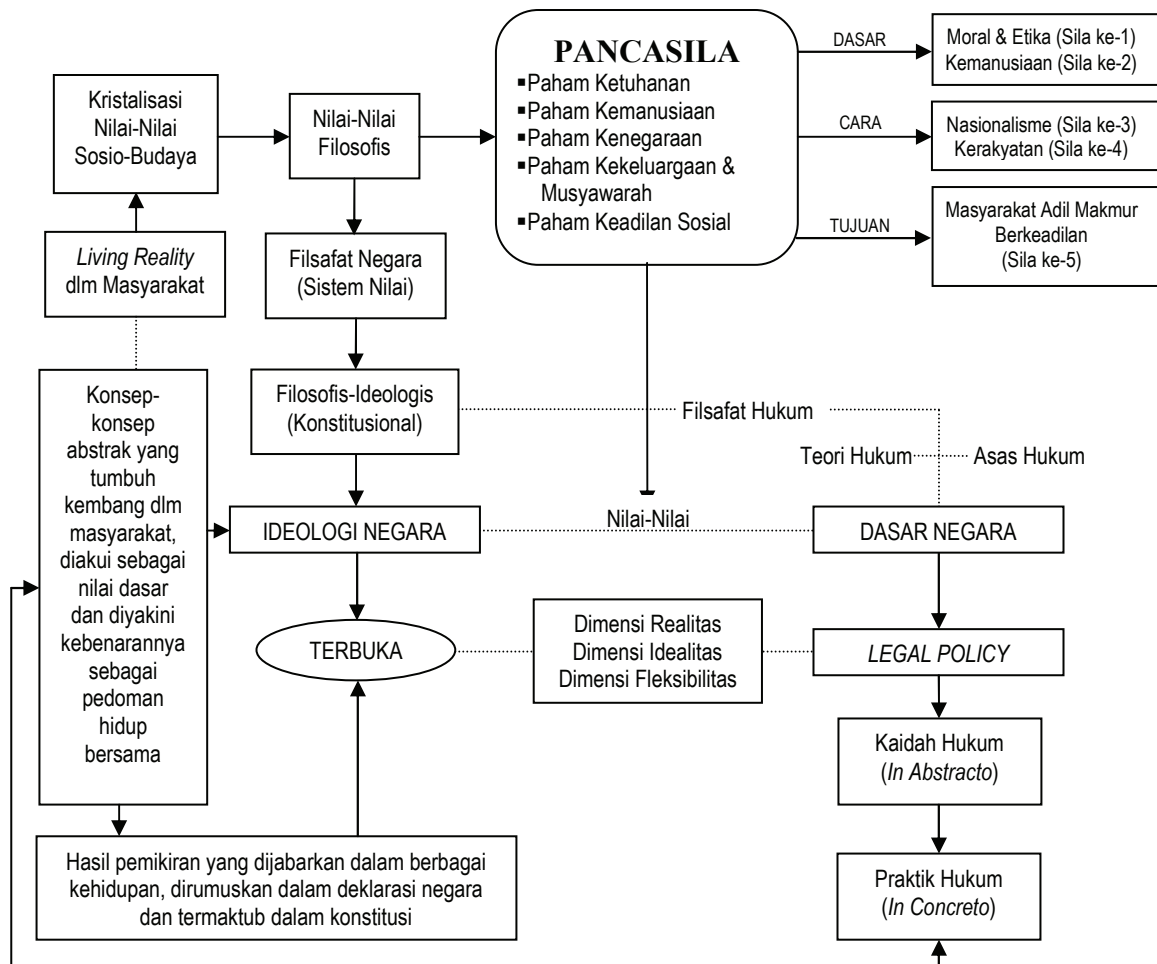 PANCASILA
▪Paham Ketuhanan
▪Paham Kemanusiaan
▪Paham Kenegaraan
▪Paham Kekeluargaan &
Musyawarah
▪Paham Keadilan Sosial
DASAR
Moral & Etika (Sila ke-1)
Kemanusiaan (Sila ke-2)
CARA
Nasionalisme (Sila ke-3)
Kerakyatan (Sila ke-4)
TUJUAN
Masyarakat Adil Makmur
Berkeadilan
(Sila ke-5)
Kristalisasi
Nilai-Nilai
Sosio-Budaya
Nilai-Nilai
Filosofis
Living Reality
dlm Masyarakat
Filsafat Negara
(Sistem Nilai)
Konsep-
konsep
abstrak yang
tumbuh
kembang dlm
masyarakat,
diakui sebagai
nilai dasar
dan diyakini
kebenarannya
sebagai
pedoman
hidup
bersama
Filosofis-Ideologis
(Konstitusional)
Filsafat Hukum
Teori Hukum
Asas Hukum
IDEOLOGI NEGARA
Nilai-Nilai
DASAR NEGARA
TERBUKA
Dimensi Realitas
Dimensi Idealitas
Dimensi Fleksibilitas
LEGAL POLICY
Kaidah Hukum
(In Abstracto)
Hasil pemikiran yang dijabarkan dalam berbagai
kehidupan, dirumuskan dalam deklarasi negara
dan termaktub dalam konstitusi
Praktik Hukum
(In Concreto)